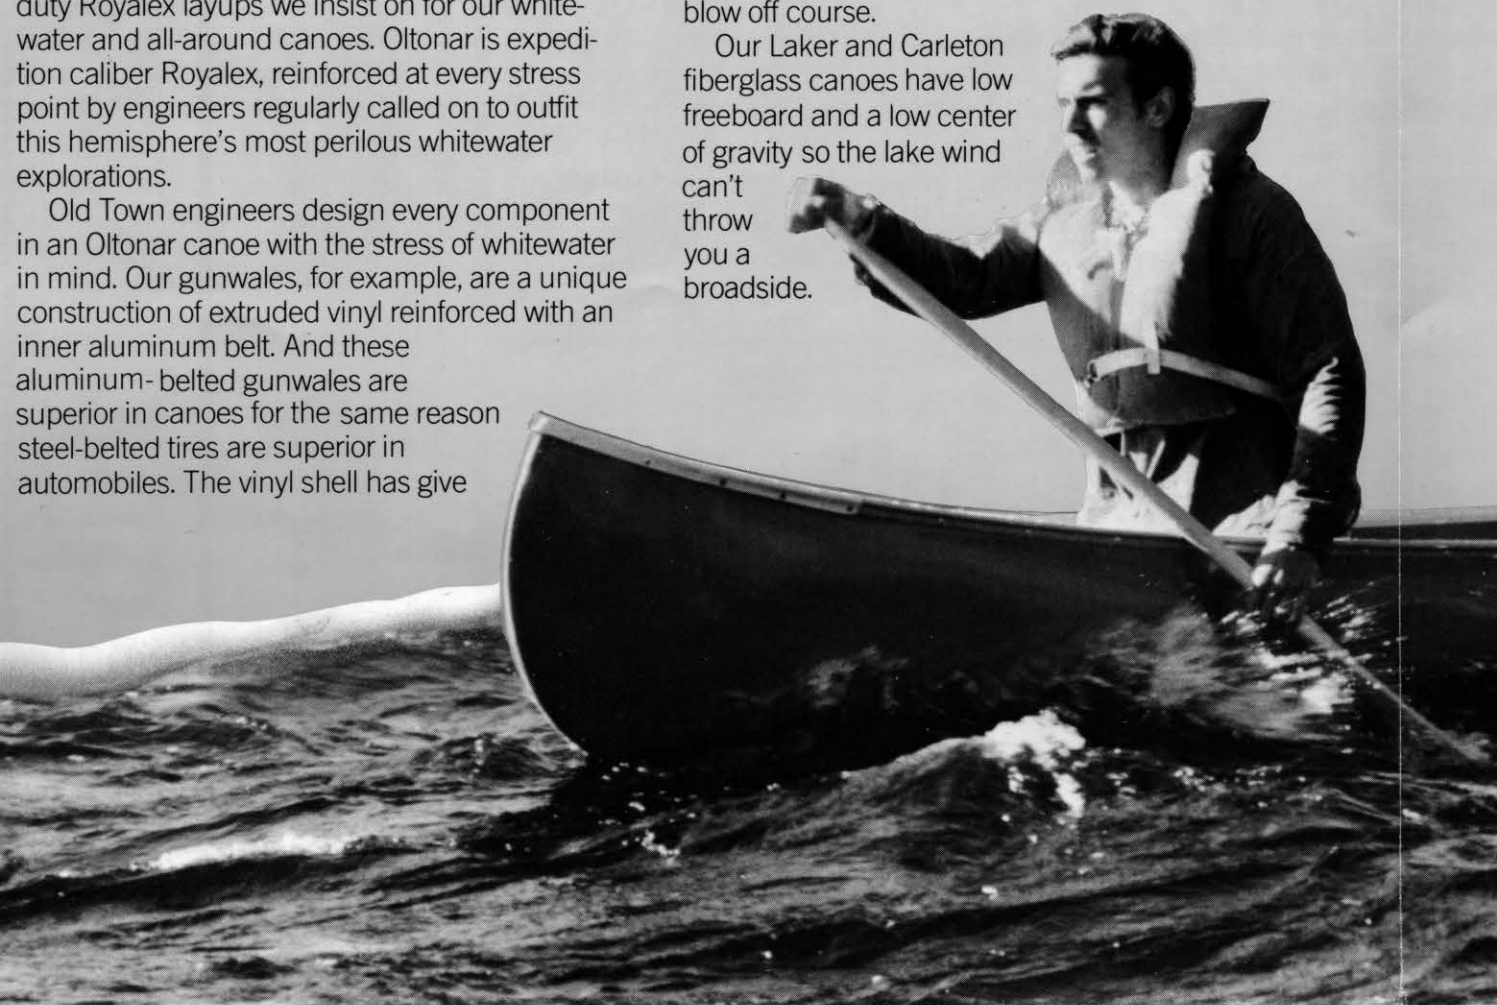 duty Royalex layups we insist on for our white-
water and all-around canoes. Oltonar is expedi-
tion caliber Royalex, reinforced at every stress
point by engineers regularly called on to outfit
this hemisphere's most perilous whitewater
explorations.
Old Town engineers design every component
in an Oltonar canoe with the stress of whitewater
in mind. Our gunwales, for example, are a unique
construction of extruded vinyl reinforced with an
inner aluminum belt. And these
aluminum-belted gunwales are
superior in canoes for the same reason
steel-belted tires are superior in
automobiles. The vinyl shell has give
blow off course.
Our Laker and Carleton
fiberglass canoes have low
freeboard and a low center
of gravity so the lake wind
can't
throw
you a
broadside.